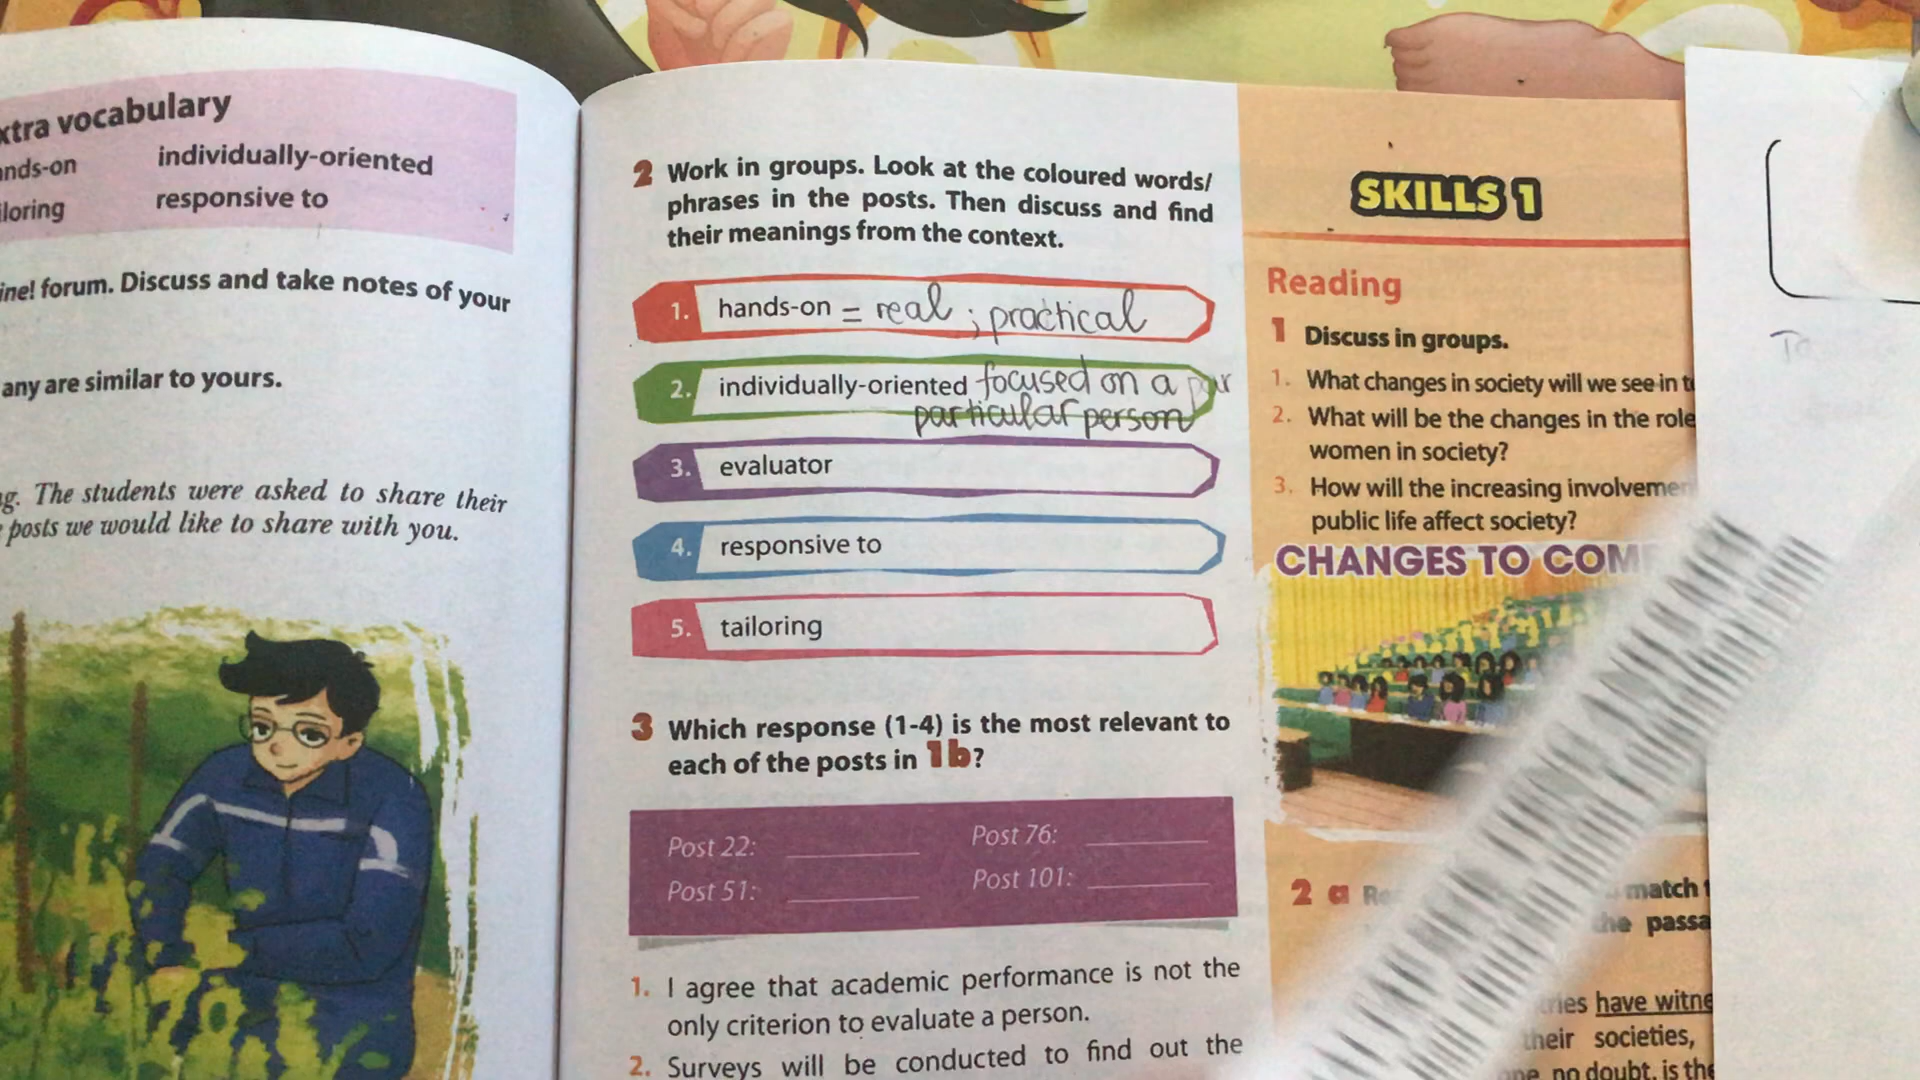 xtra vocabulary
individually-oriented
responsive to
forum. Discuss and take notes of your
any are similar to yours.
The students were asked to share their
posts we would like to share with you.
2 Work in groups. Look at the coloured words/
phrases in the posts. Then discuss and find
their meanings from the context.
1. hands-on = real ; practical
2. individually-oriented focused on a par
particular person
3. evaluator
4. responsive to
5. tailoring
3 Which response (1-4) is the most relevant to
each of the posts in 1b?
Post 22: Post 76:
Post 51: Post 101:
1. I agree that academic performance is not the
only criterion to evaluate a person.
2. Surveys will be conducted to find out the
SKILLS 1
Reading
1 Discuss in groups.
1. What changes in society will we see in
2. What will be the changes in the role
women in society?
3. How will the increasing
public life affect society?
CHANGES TO
2 a
match
the passa
have
their societies,
no doubt, is